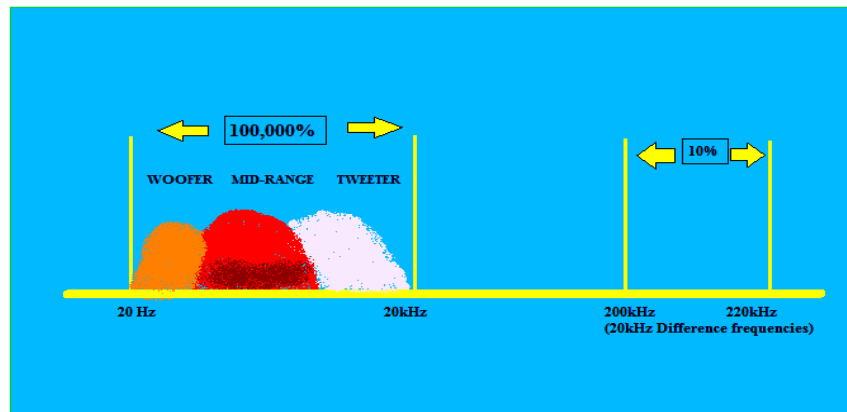 100,000%
10%
WOOFER MID-RANGE TWEETER
20 Hz 20kHz 200kHz 220kHz
(20kHz Difference frequencies)